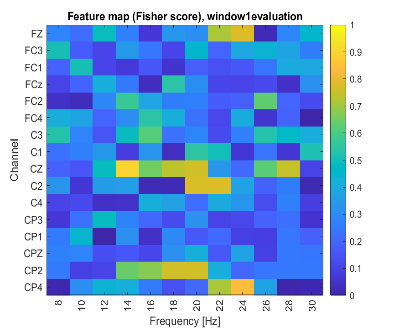 Feature map (Fisher score), window1evaluation
Channel
FZ
FC3
FC1
FCz
FC2
FC4
C3
C1
CZ
C2
C4
CP3
CP1
CPZ
CP2
CP4
8 10 12 14 16 18 20 22 24 26 28 30
Frequency [Hz]
1
0.9
0.8
0.7
0.6
0.5
0.4
0.3
0.2
0.1
0